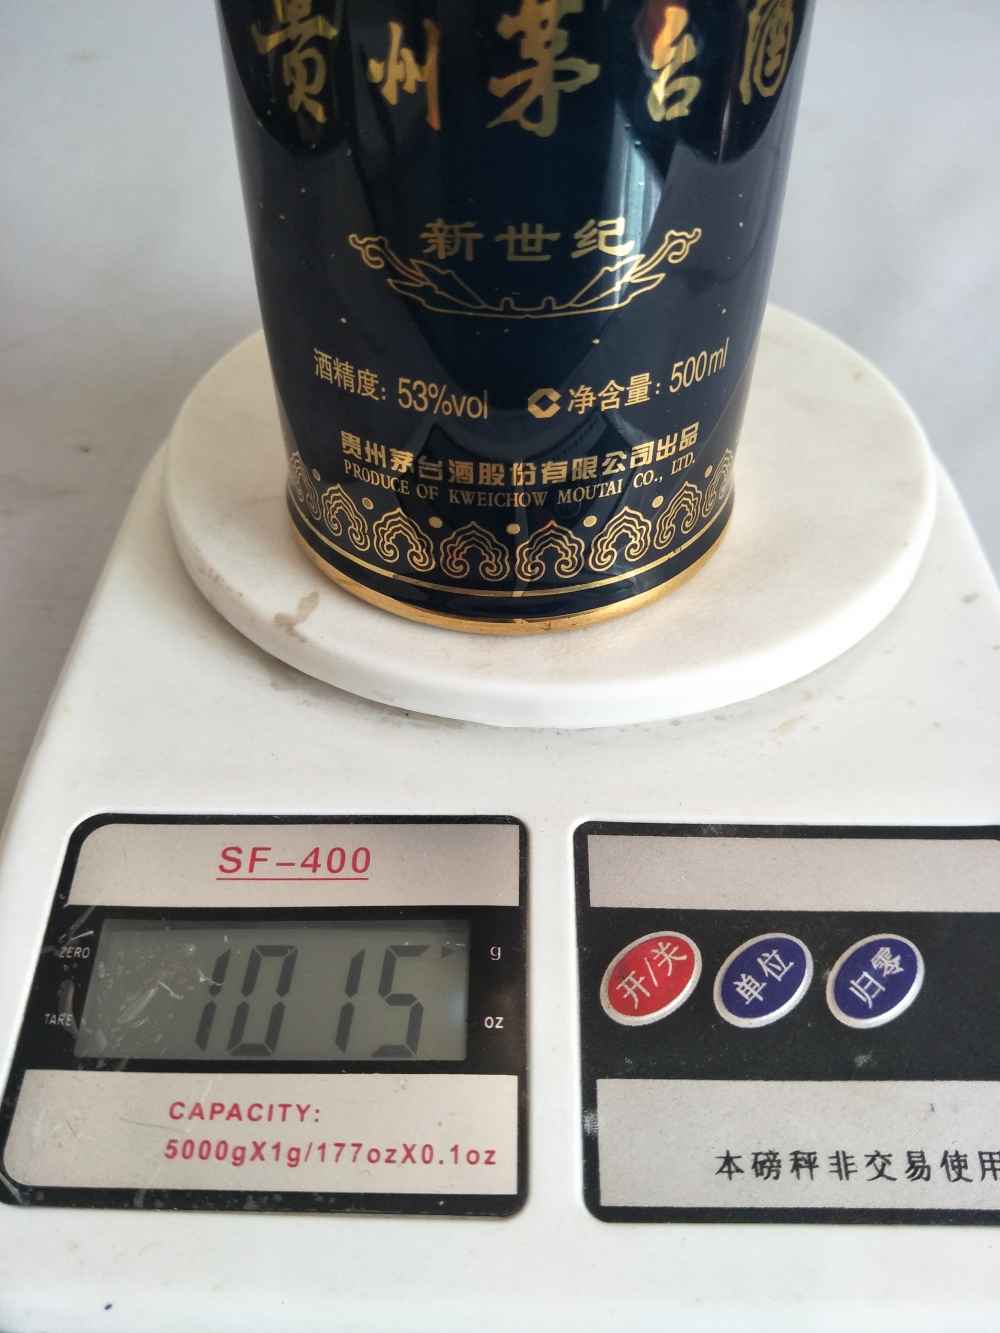 贵州茅台酒
新世纪
酒精度: 53%vol 净含量: 500ml
贵州茅台酒股份有限公司出品
PRODUCE OF KWEICHOW MOUTAI CO., LTD.
SF-400
ZERO
g
1015
TARE
oz
CAPACITY:
5000gX1g/177ozX0.1oz
开/关
单位
归零
本磅秤非交易使用